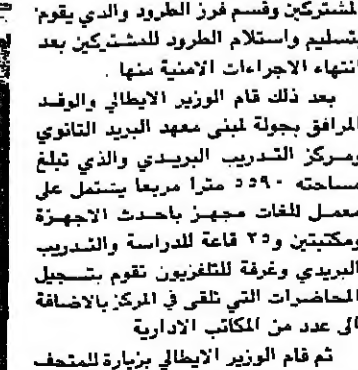 للمشتركين وقسم فرز الطرود والذي يقوم
بتسليم واستلام الطرود للمشتركين بعد
انتهاء الاجراءات الامنية منها .
بعد ذلك قام الوزير الايطالي والوفد
المرافق بجولة لمبنى معهد البريد الثانوي
ومركز التدريب البريدي والذي تبلغ
مساحته ٥٥٩٠ مترا مربعا يشتمل على
معمل للغات مجهز باحدث الاجهزة
ومكتبتين و٢٥ قاعة للدراسة والتدريب
البريدي وغرفة للتلفزيون تقوم بتسجيل
المحاضرات التي تلقى في المركز بالاضافة
الى عدد من المكاتب الادارية
ثم قام الوزير الايطالي بزيارة للمتحف